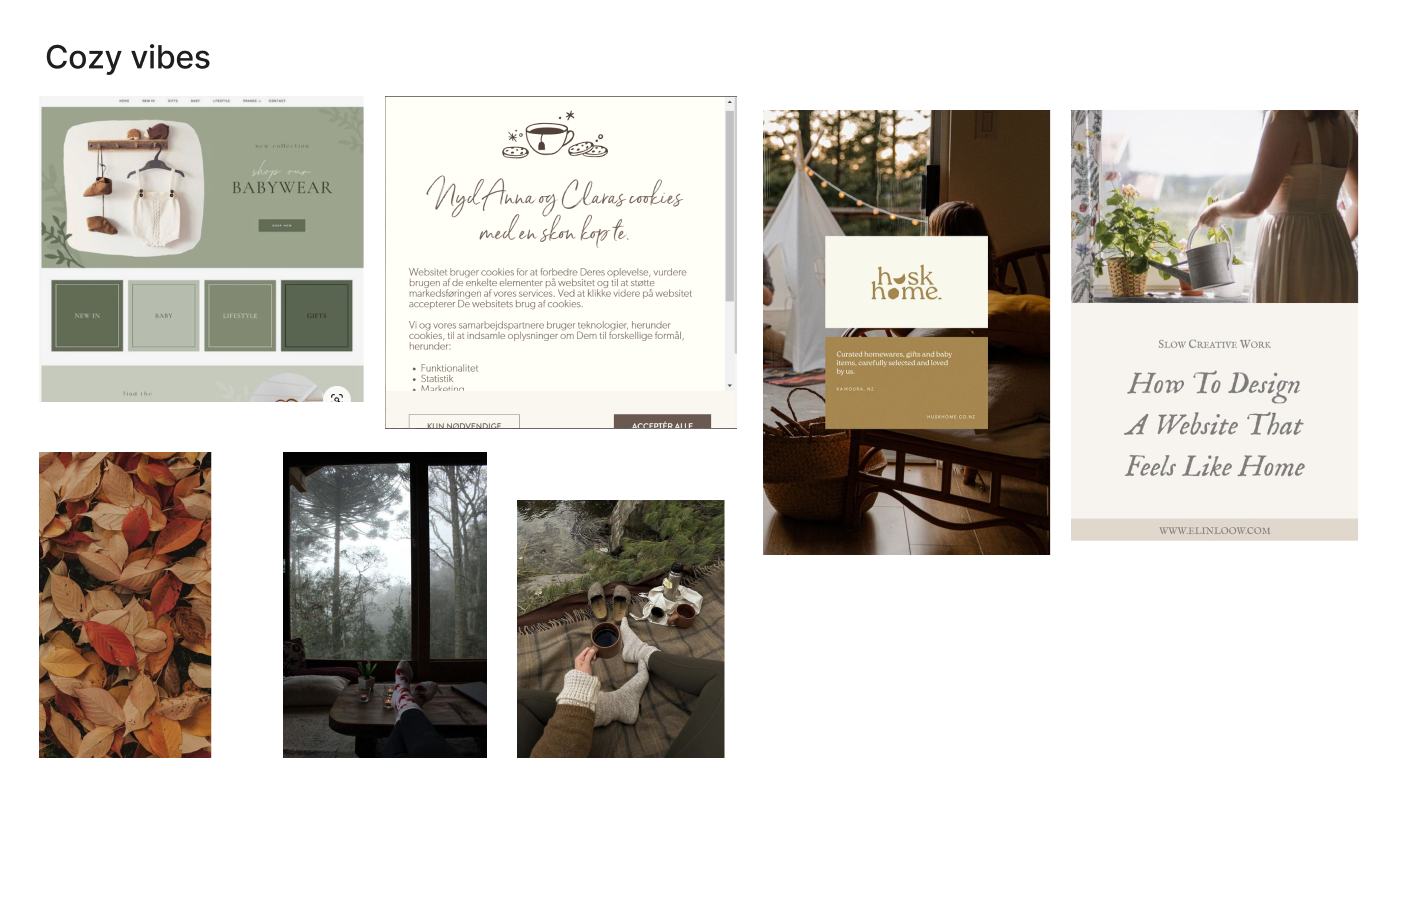 Cozy vibes
HOME NEW IN GIFTS BABY LIFESTYLE BRANDS CONTACT
new collection
shop our
BABYWEAR
SHOP NOW
NEW IN
BABY
LIFESTYLE
GIFTS
find the
Nyd Anna og Claras cookies
med en skøn kop te.
Websitet bruger cookies for at forbedre Deres oplevelse, vurdere
brugen af de enkelte elementer på websitet og til at støtte
markedsføringen af vores services. Ved at klikke videre på websitet
accepterer De websitets brug af cookies.
Vi og vores samarbejdspartnere bruger teknologier, herunder
cookies, til at indsamle oplysninger om Dem til forskellige formål,
herunder:
• Funktionalitet
• Statistik
• Marketing
KUN NØDVENDIGE
ACCEPTÉR ALLE
husk
home.
Curated homewares, gifts and baby
items, carefully selected and loved
by us.
KAIKOURA, NZ
HUSKHOME.CO.NZ
Slow Creative Work
How To Design
A Website That
Feels Like Home
WWW.ELINLOOW.COM